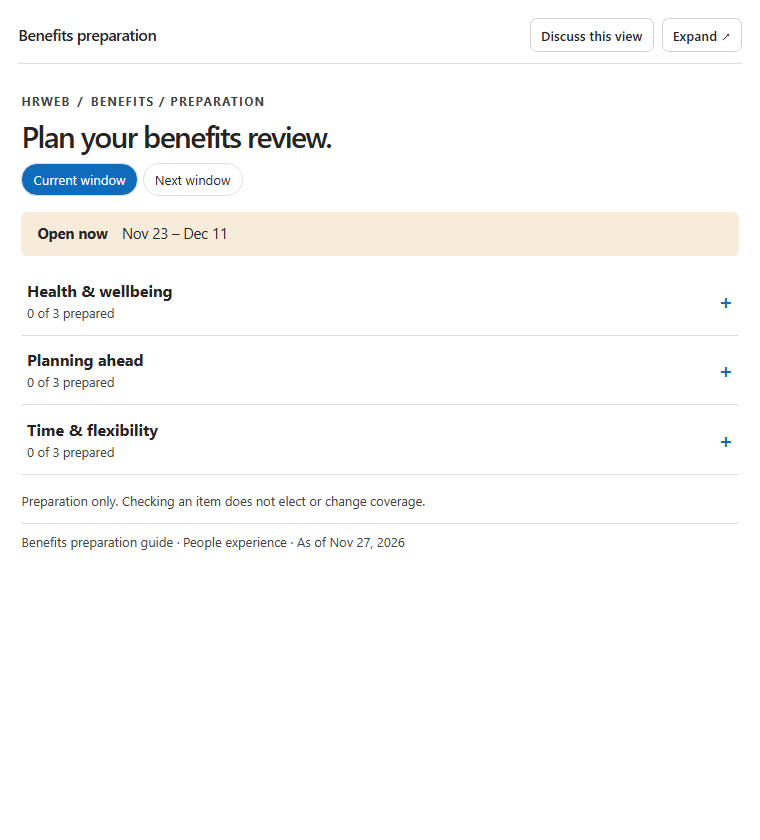 Benefits preparation
Discuss this view
Expand ↗
HRWEB / BENEFITS / PREPARATION
Plan your benefits review.
Current window
Next window
Open now Nov 23 – Dec 11
Health & wellbeing
0 of 3 prepared
+
Planning ahead
0 of 3 prepared
+
Time & flexibility
0 of 3 prepared
+
Preparation only. Checking an item does not elect or change coverage.
Benefits preparation guide · People experience · As of Nov 27, 2026